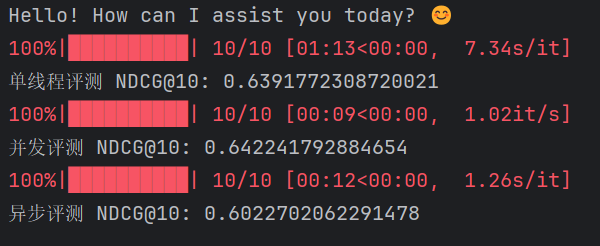 Hello! How can I assist you today? 😊
100%|██████████| 10/10 [01:13<00:00,  7.34s/it]
单线程评测 NDCG@10: 0.6391772308720021
100%|██████████| 10/10 [00:09<00:00,  1.02it/s]
并发评测 NDCG@10: 0.642241792884654
100%|██████████| 10/10 [00:12<00:00,  1.26s/it]
异步评测 NDCG@10: 0.6022702062291478